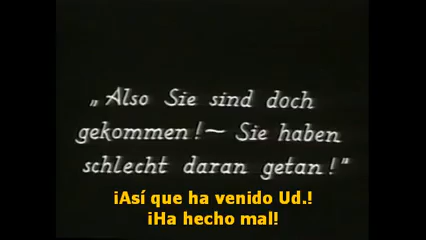 „Also Sie sind doch
gekommen!— Sie haben
schlecht daran getan!"
¡Así que ha venido Ud.!
¡Ha hecho mal!